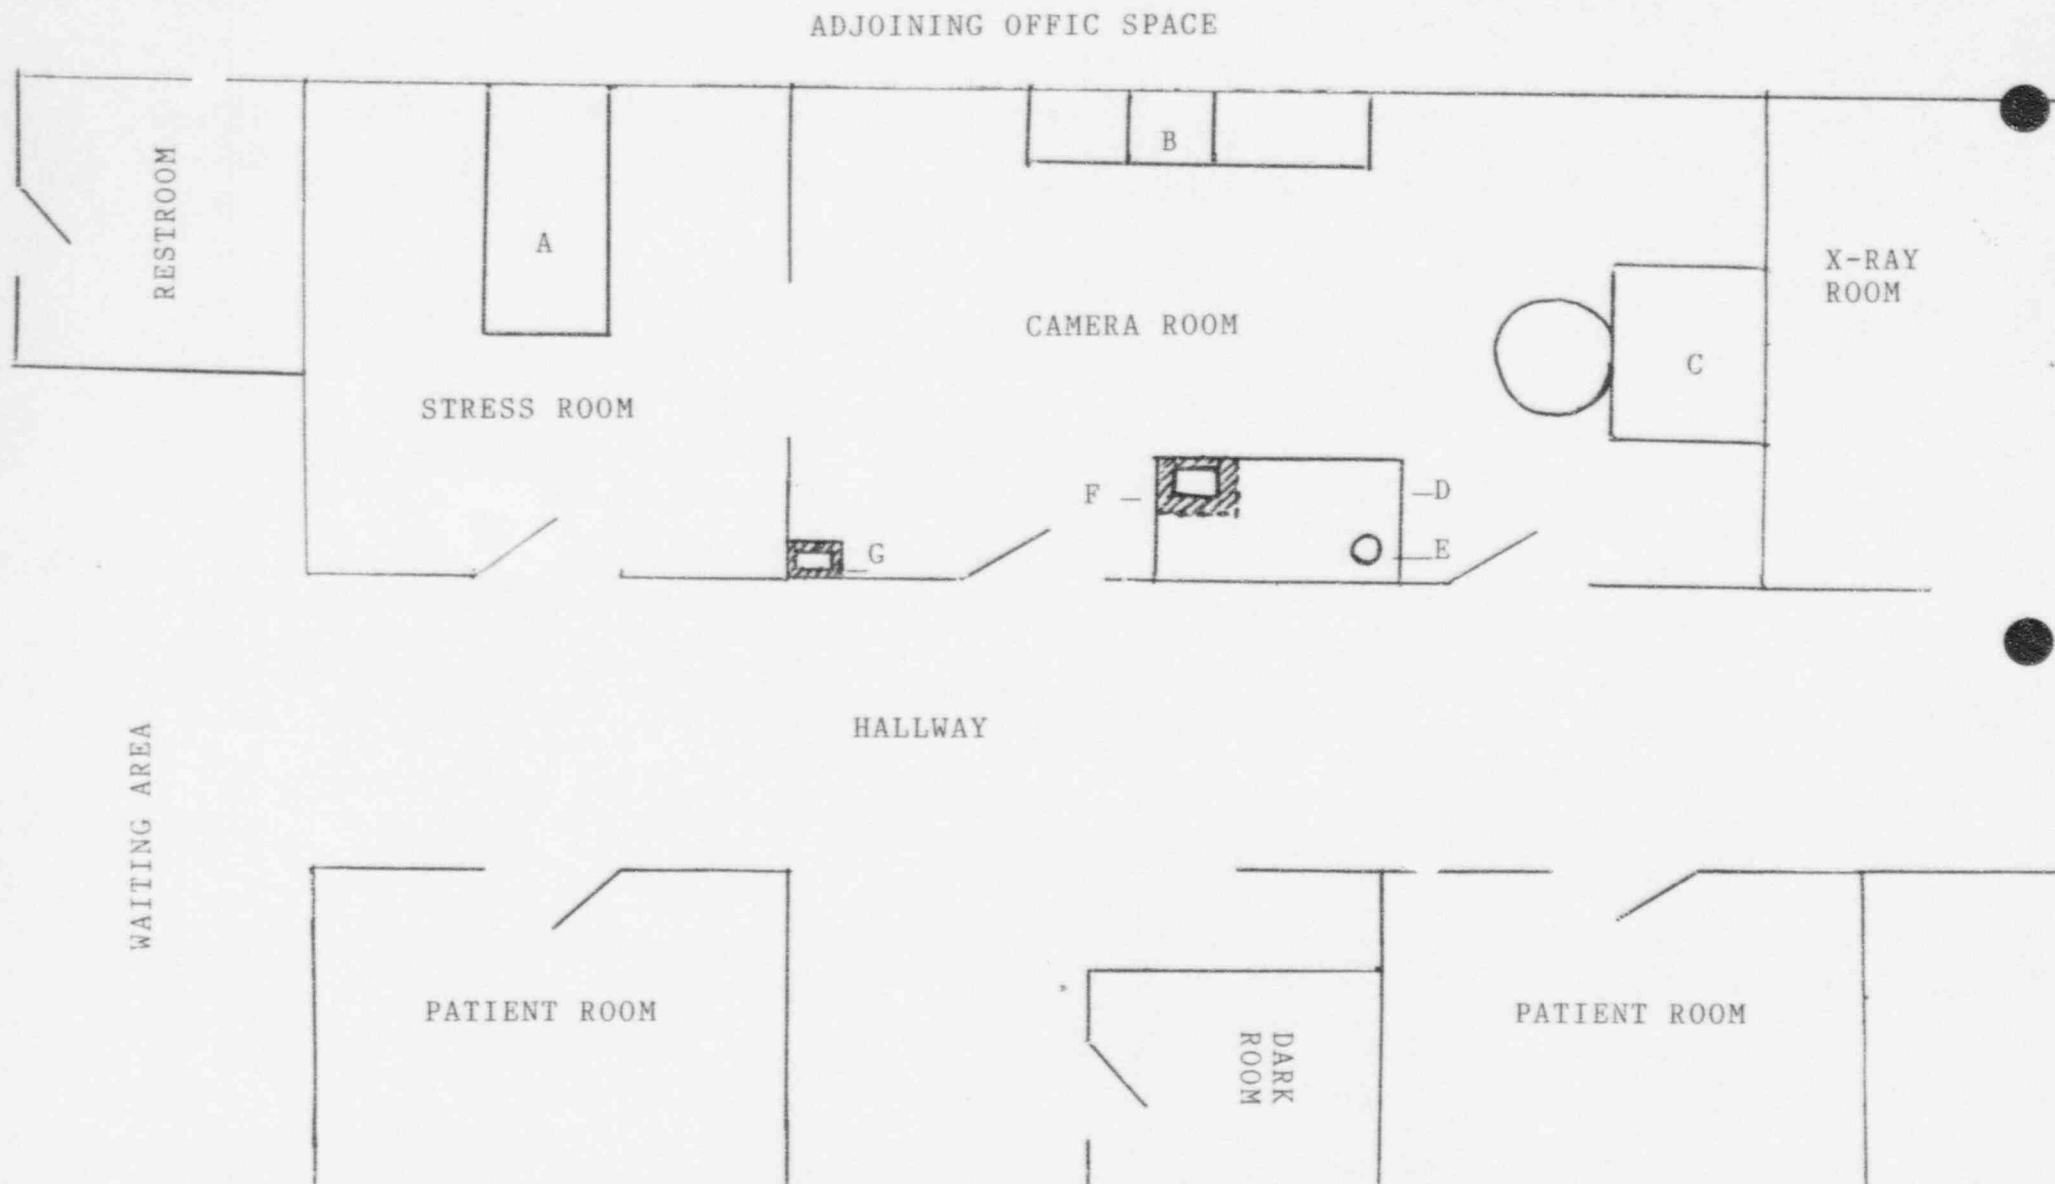 ADJOINING OFFIC SPACE
RESTROOM
A
B
X-RAY
ROOM
CAMERA ROOM
C
STRESS ROOM
F
D
G
E
HALLWAY
WAITING AREA
PATIENT ROOM
DARK
ROOM
PATIENT ROOM